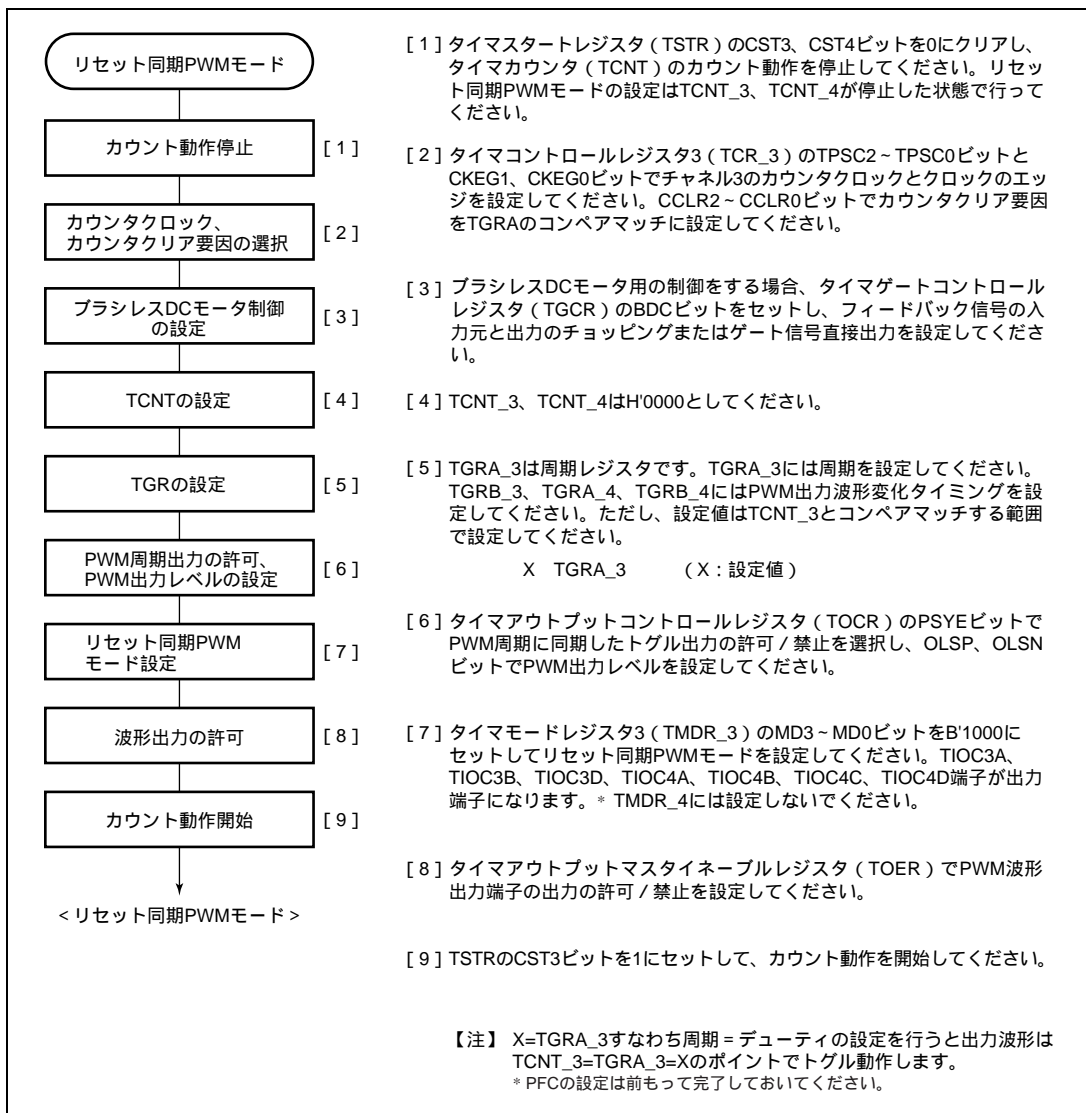 リセット同期PWMモード
カウント動作停止 [1]
カウンタクロック、
カウンタクリア要因の選択 [2]
ブラシレスDCモータ制御
の設定 [3]
TCNTの設定 [4]
TGRの設定 [5]
PWM周期出力の許可、
PWM出力レベルの設定 [6]
リセット同期PWM
モード設定 [7]
波形出力の許可 [8]
カウント動作開始 [9]
<リセット同期PWMモード>
[1]タイマスタートレジスタ(TSTR)のCST3、CST4ビットを0にクリアし、
タイマカウンタ(TCNT)のカウント動作を停止してください。リセッ
ト同期PWMモードの設定はTCNT_3、TCNT_4が停止した状態で行って
ください。
[2]タイマコントロールレジスタ3(TCR_3)のTPSC2~TPSC0ビットと
CKEG1、CKEG0ビットでチャネル3のカウンタクロックとクロックのエッ
ジを設定してください。CCLR2~CCLR0ビットでカウンタクリア要因
をTGRAのコンペアマッチに設定してください。
[3]ブラシレスDCモータ用の制御をする場合、タイマゲートコントロール
レジスタ(TGCR)のBDCビットをセットし、フィードバック信号の入
力元と出力のチョッピングまたはゲート信号直接出力を設定してくださ
い。
[4]TCNT_3、TCNT_4はH'0000としてください。
[5]TGRA_3は周期レジスタです。TGRA_3には周期を設定してください。
TGRB_3、TGRA_4、TGRB_4にはPWM出力波形変化タイミングを設
定してください。ただし、設定値はTCNT_3とコンペアマッチする範囲
で設定してください。
X TGRA_3 (X:設定値)
[6]タイマアウトプットコントロールレジスタ(TOCR)のPSYEビットで
PWM周期に同期したトグル出力の許可/禁止を選択し、OLSP、OLSN
ビットでPWM出力レベルを設定してください。
[7]タイマモードレジスタ3(TMDR_3)のMD3~MD0ビットをB'1000に
セットしてリセット同期PWMモードを設定してください。TIOC3A、
TIOC3B、TIOC3D、TIOC4A、TIOC4B、TIOC4C、TIOC4D端子が出力
端子になります。* TMDR_4には設定しないでください。
[8]タイマアウトプットマスタイネーブルレジスタ(TOER)でPWM波形
出力端子の出力の許可/禁止を設定してください。
[9]TSTRのCST3ビットを1にセットして、カウント動作を開始してください。
【注】 X=TGRA_3すなわち周期=デューティの設定を行うと出力波形は
TCNT_3=TGRA_3=Xのポイントでトグル動作します。
* PFCの設定は前もって完了しておいてください。